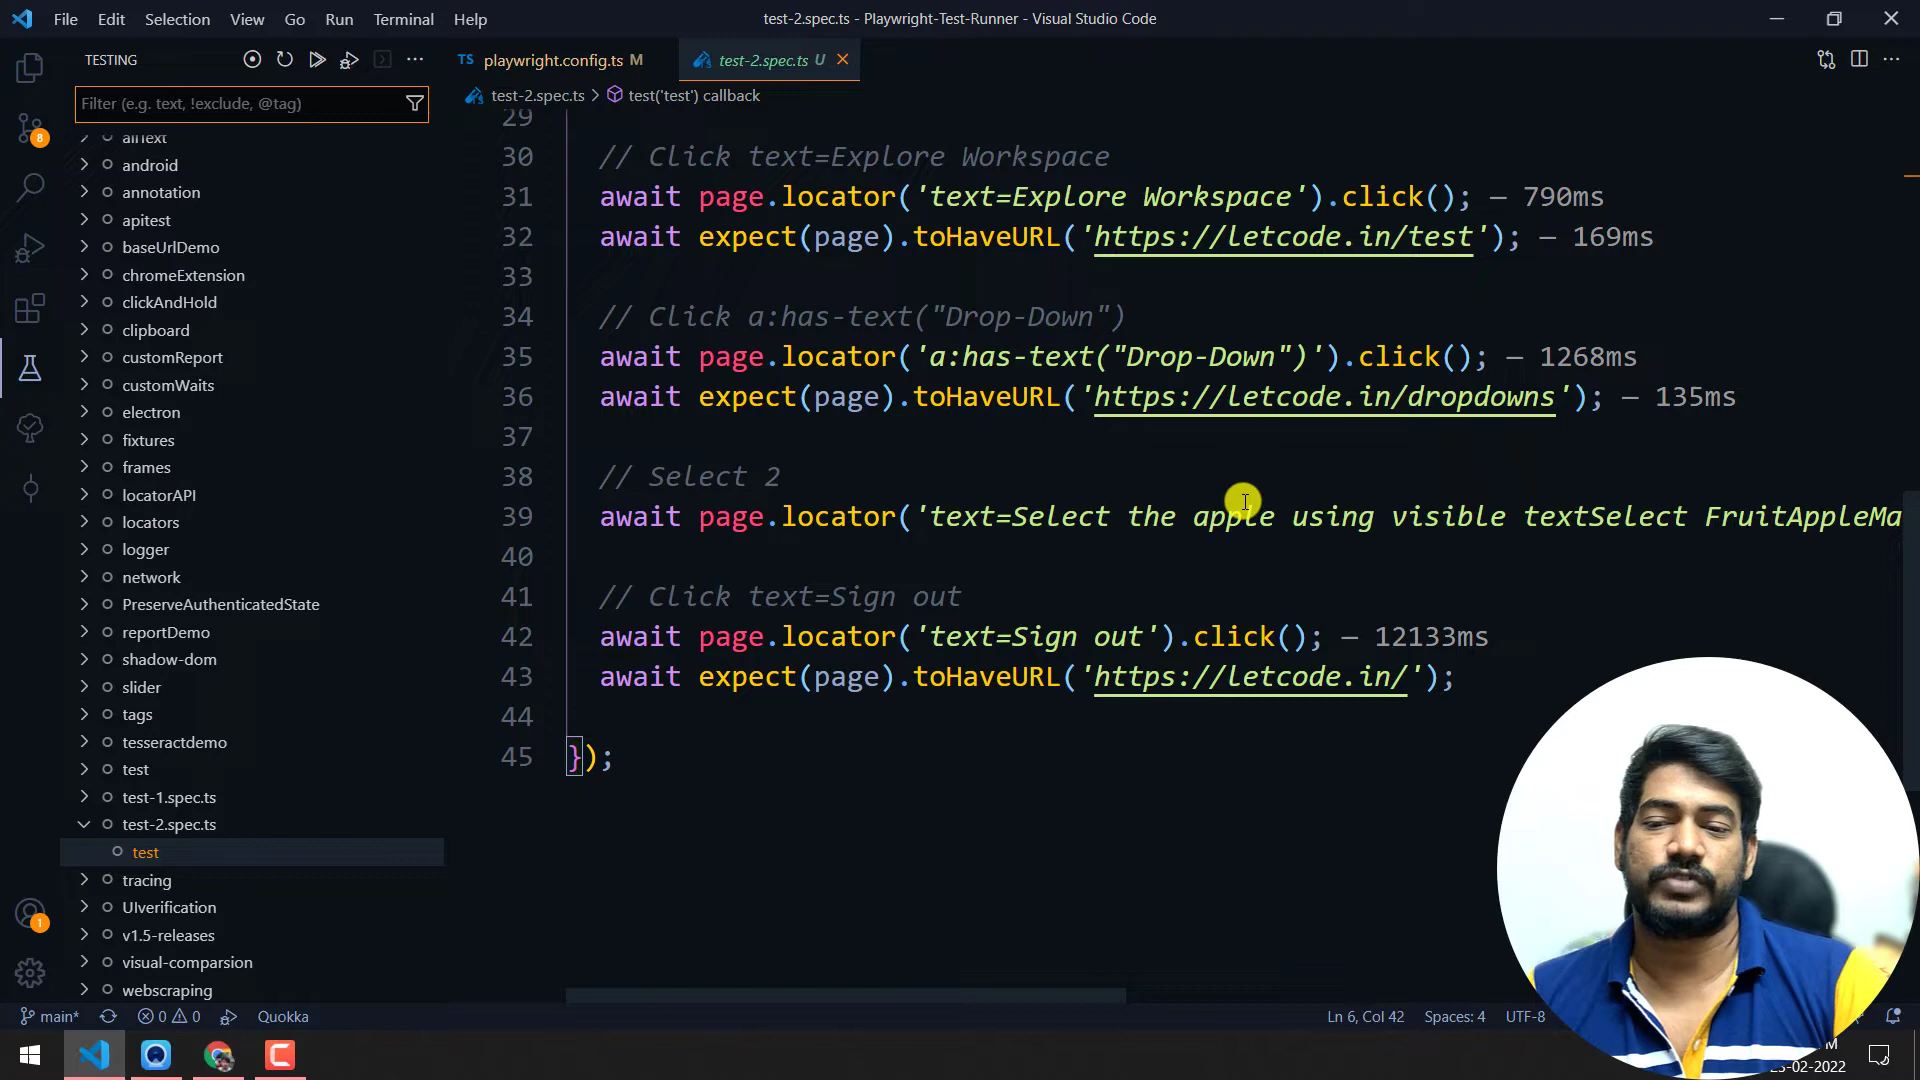 File Edit Selection View Go Run Terminal Help
test-2.spec.ts - Playwright-Test-Runner - Visual Studio Code
TESTING
TS playwright.config.ts M
test-2.spec.ts U
Filter (e.g. text, !exclude, @tag)
test-2.spec.ts > test('test') callback
android
annotation
apitest
baseUrlDemo
chromeExtension
clickAndHold
clipboard
customReport
customWaits
electron
fixtures
frames
locatorAPI
locators
logger
network
PreserveAuthenticatedState
reportDemo
shadow-dom
slider
tags
tesseractdemo
test
test-1.spec.ts
test-2.spec.ts
test
tracing
UIverification
v1.5-releases
visual-comparsion
webscraping
8
1
29
30 // Click text=Explore Workspace
31 await page.locator('text=Explore Workspace').click(); — 790ms
32 await expect(page).toHaveURL('https://letcode.in/test'); — 169ms
33
34 // Click a:has-text("Drop-Down")
35 await page.locator('a:has-text("Drop-Down")').click(); — 1268ms
36 await expect(page).toHaveURL('https://letcode.in/dropdowns'); — 135ms
37
38 // Select 2
39 await page.locator('text=Select the apple using visible textSelect FruitAppleMa
40
41 // Click text=Sign out
42 await page.locator('text=Sign out').click(); — 12133ms
43 await expect(page).toHaveURL('https://letcode.in/');
44
45 });
main* 0 0 Quokka
Ln 6, Col 42 Spaces: 4 UTF-8